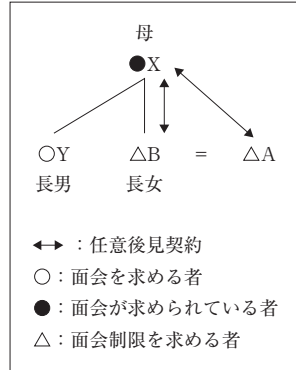 母
●X
○Y △B = △A
長男 長女
↔:任意後見契約
○:面会を求める者
●:面会が求められている者
△:面会制限を求める者